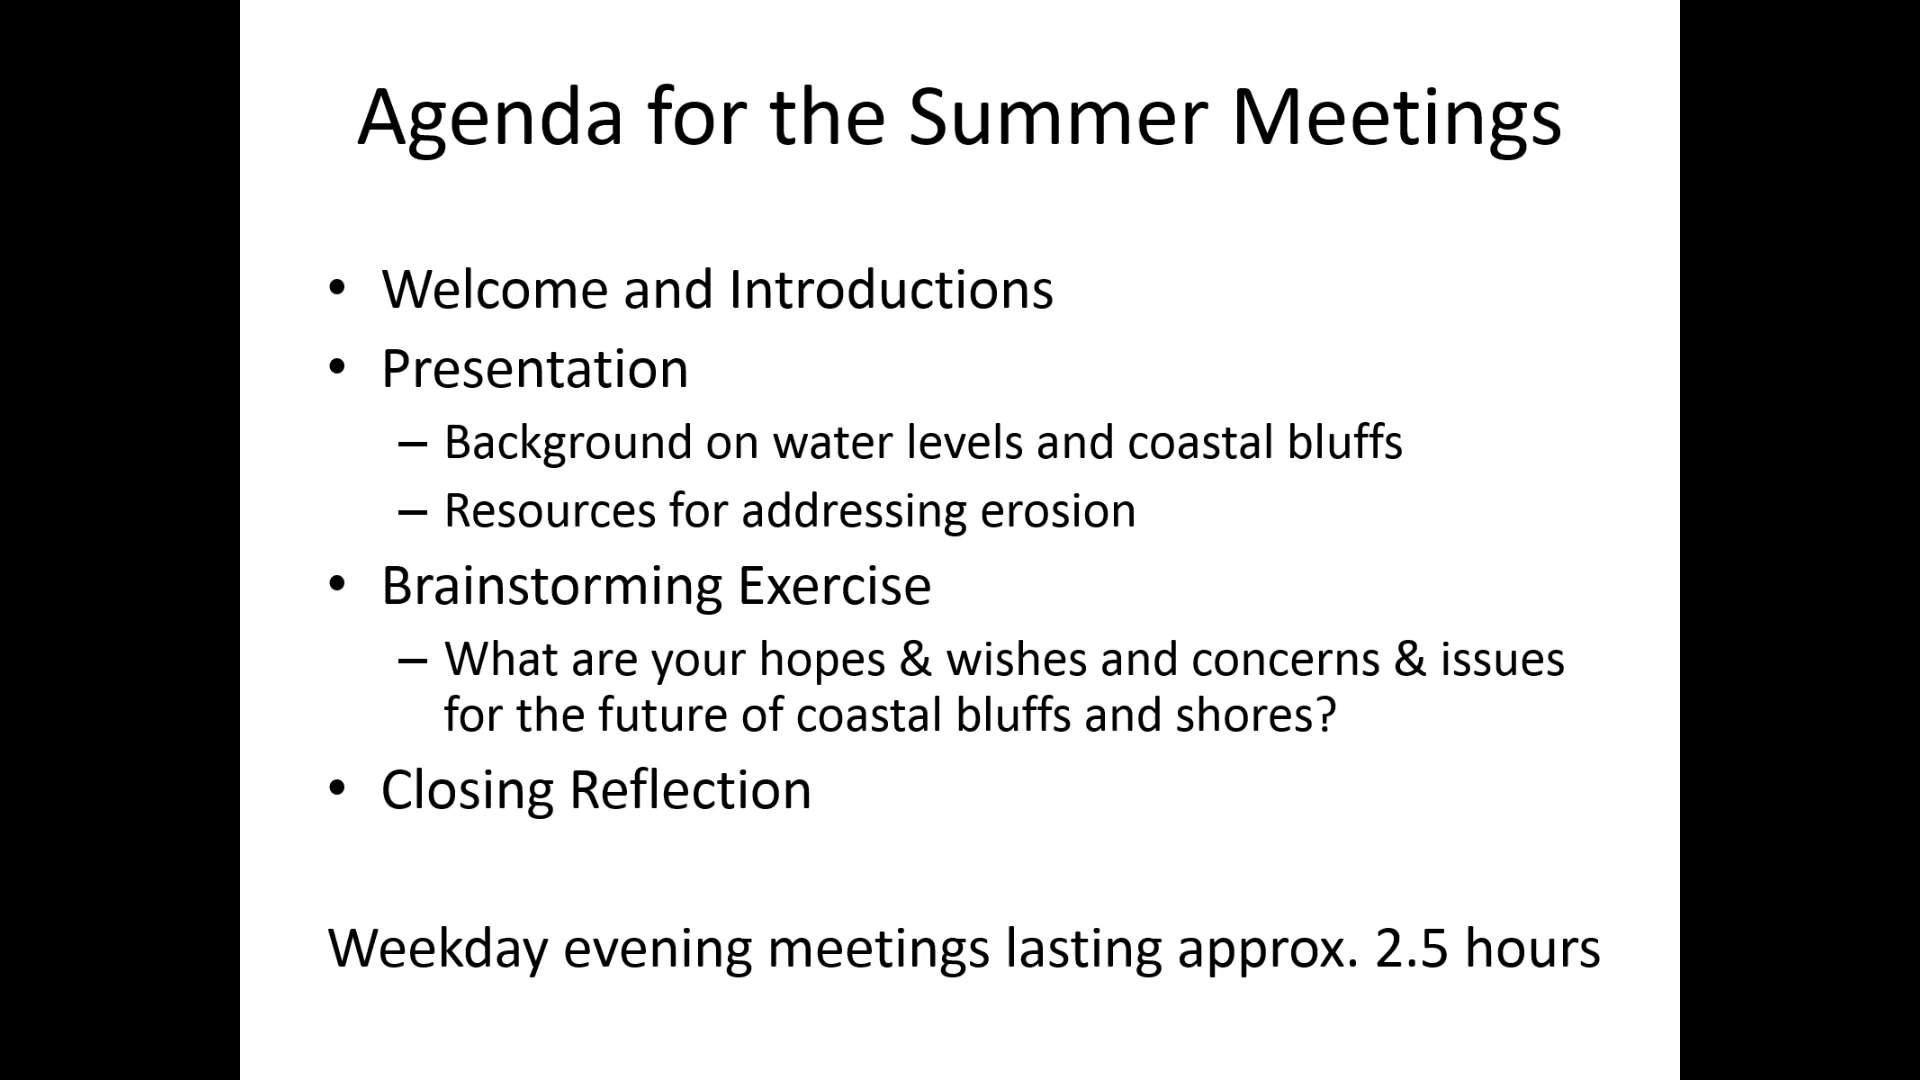 Agenda for the Summer Meetings
• Welcome and Introductions
• Presentation
– Background on water levels and coastal bluffs
– Resources for addressing erosion
• Brainstorming Exercise
– What are your hopes & wishes and concerns & issues
for the future of coastal bluffs and shores?
• Closing Reflection
Weekday evening meetings lasting approx. 2.5 hours